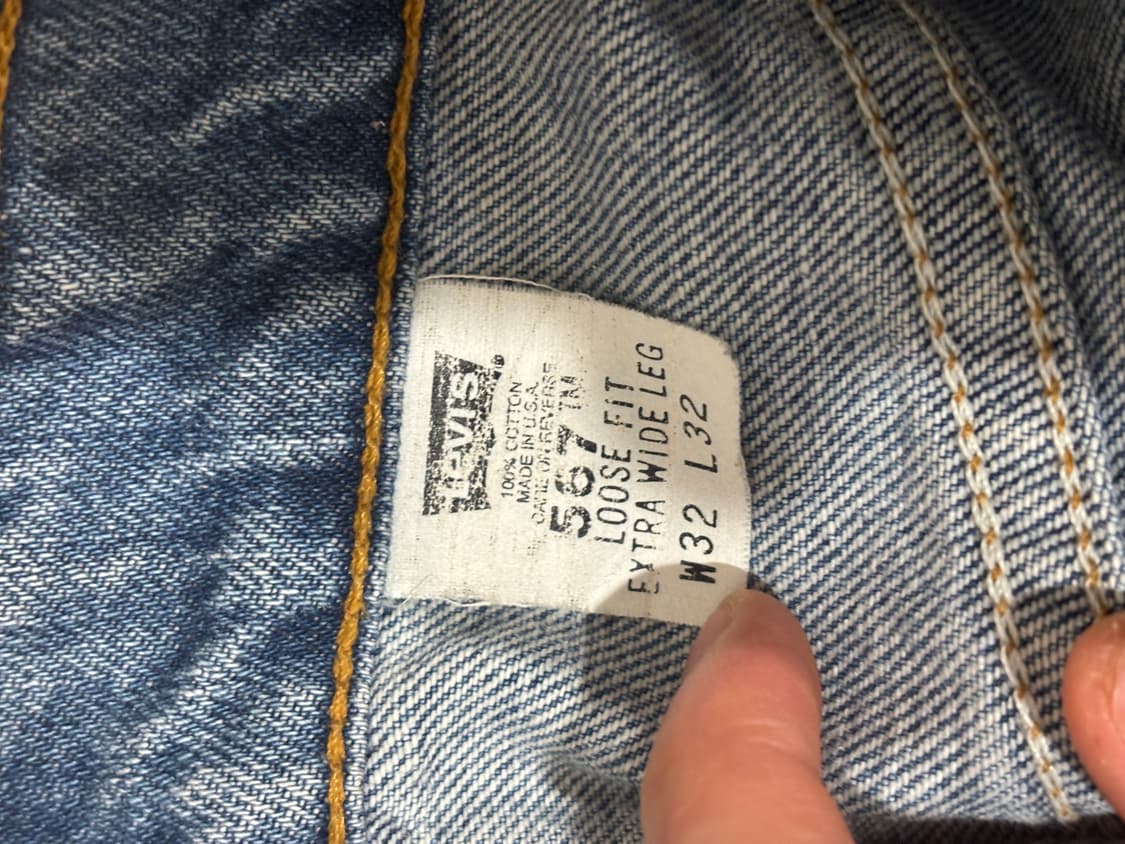 Levi's®
100% COTTON
MADE IN U.S.A.
CARE ON REVERSE
567 TM
LOOSE FIT
EXTRA WIDE LEG
W32 L32